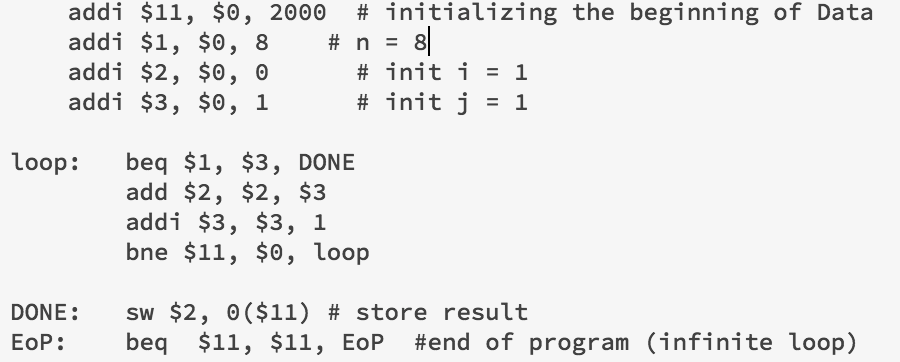 addi $11, $0, 2000  # initializing the beginning of Data
addi $1, $0, 8    # n = 8
addi $2, $0, 0      # init i = 1
addi $3, $0, 1      # init j = 1
loop:   beq $1, $3, DONE
add $2, $2, $3
addi $3, $3, 1
bne $11, $0, loop
DONE:   sw $2, 0($11) # store result
EoP:    beq  $11, $11, EoP  #end of program (infinite loop)